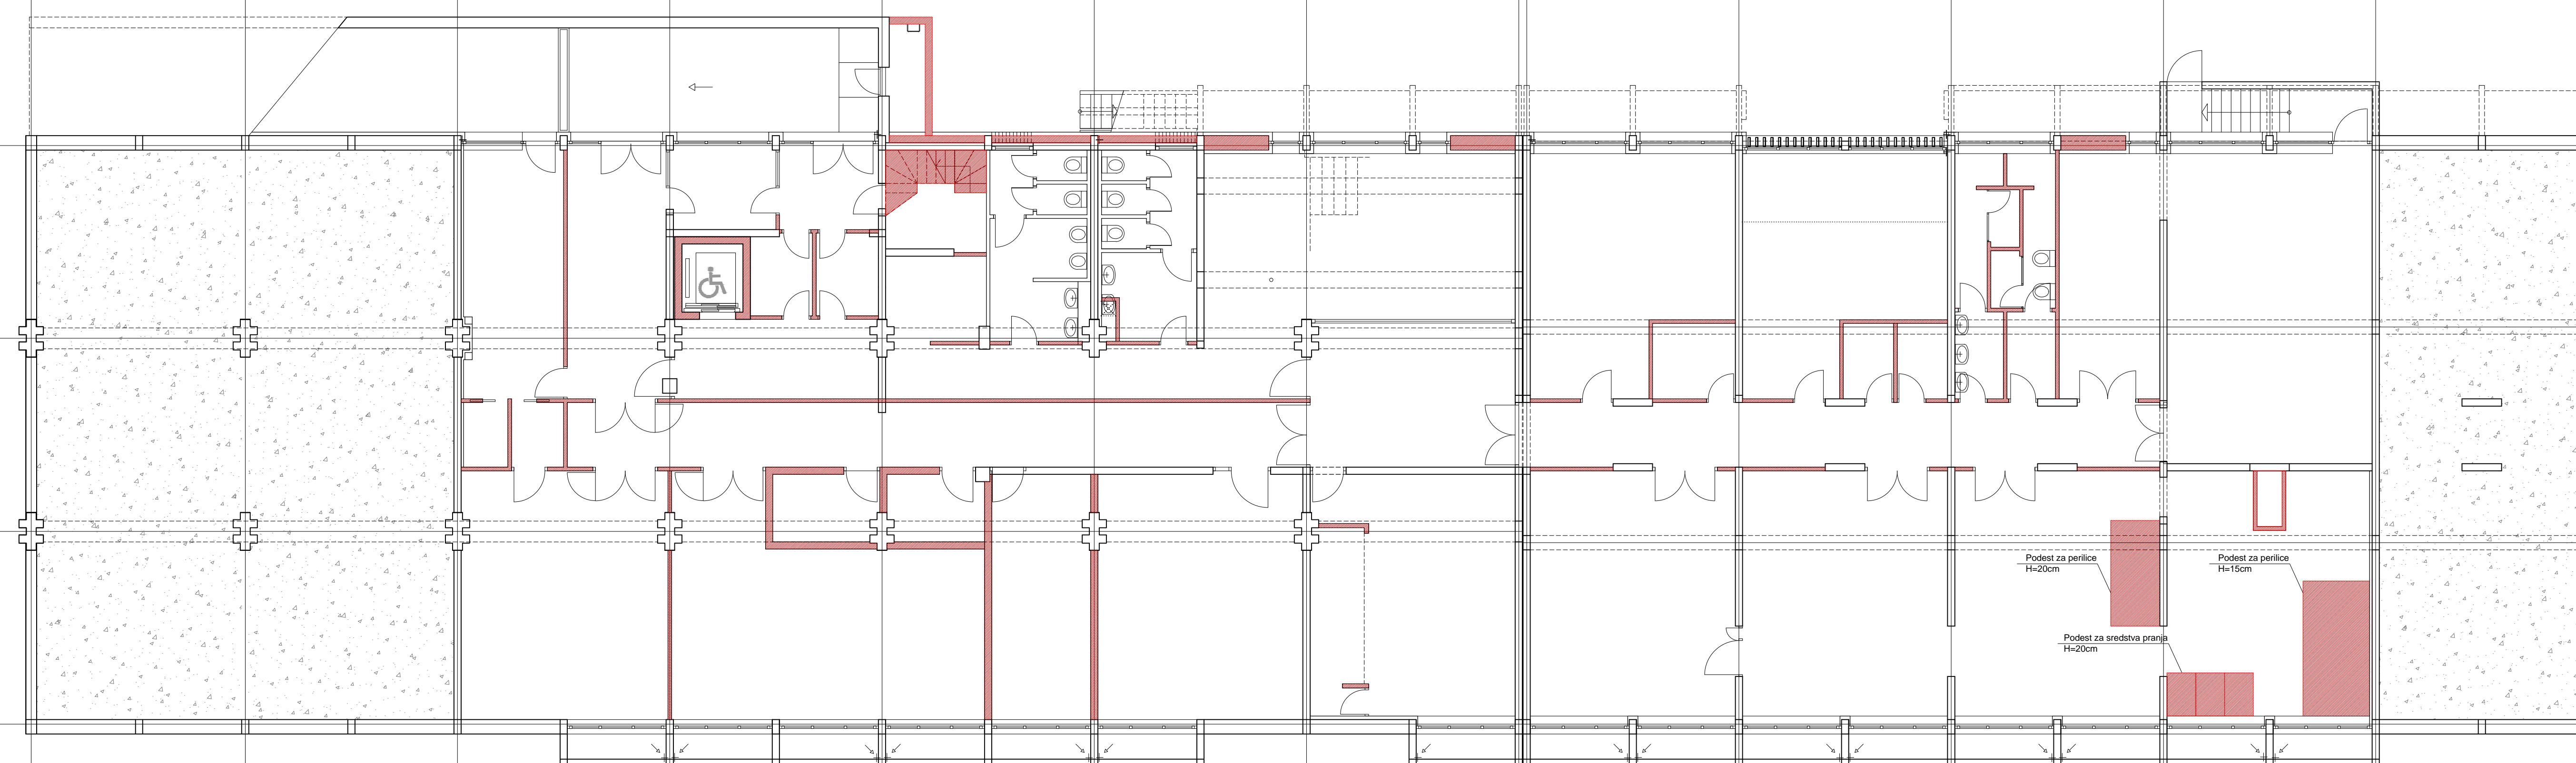 Podest za perilice
H=20cm
Podest za perilice
H=15cm
Podest za sredstva pranja
H=20cm